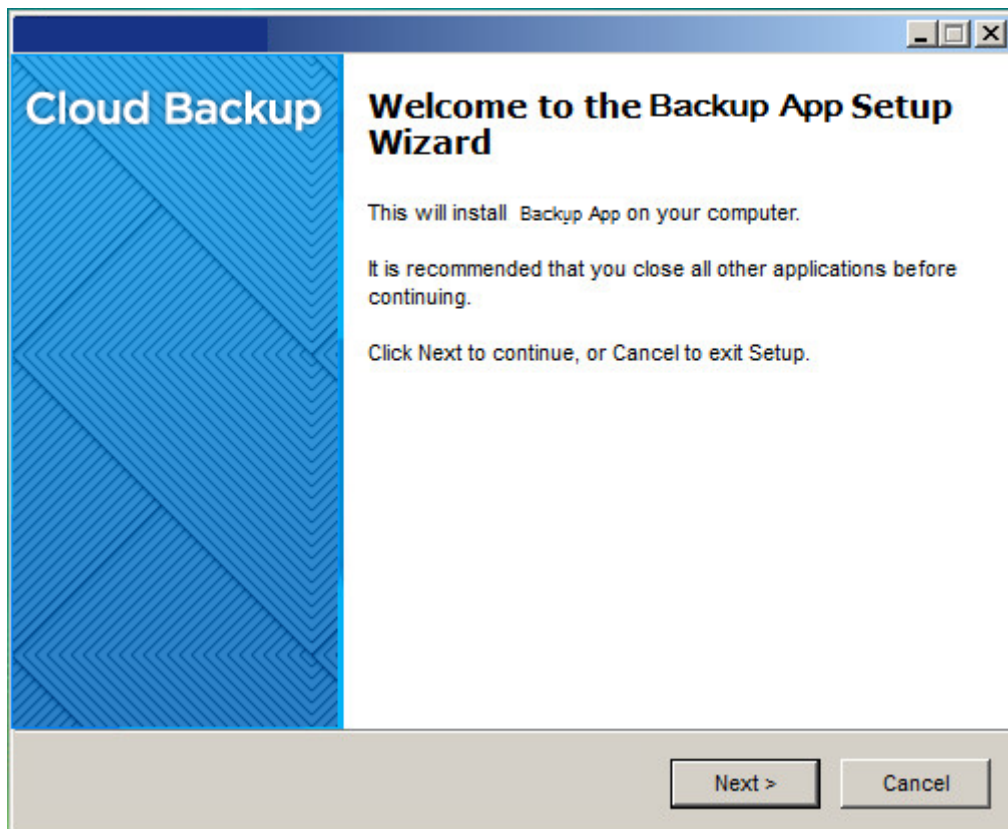 Cloud Backup
Welcome to the Backup App Setup
Wizard
This will install Backup App on your computer.
It is recommended that you close all other applications before
continuing.
Click Next to continue, or Cancel to exit Setup.
Next >
Cancel